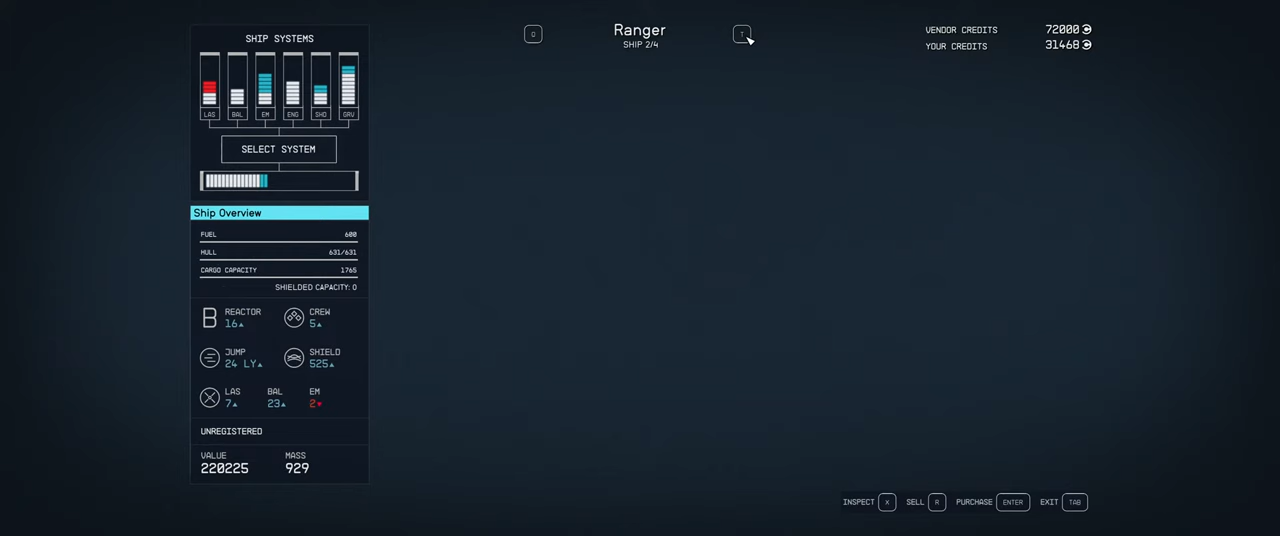 SHIP SYSTEMS
LAS BAL EM ENG SHD GRV
SELECT SYSTEM
Ship Overview
FUEL 600
HULL 631/631
CARGO CAPACITY 1765
SHIELDED CAPACITY: 0
B REACTOR 16 CREW 5
JUMP 24 LY SHIELD 525
LAS 7 BAL 23 EM 2
UNREGISTERED
VALUE 220225 MASS 929
Q Ranger T
SHIP 2/4
VENDOR CREDITS 72000
YOUR CREDITS 31468
INSPECT X SELL R PURCHASE ENTER EXIT TAB